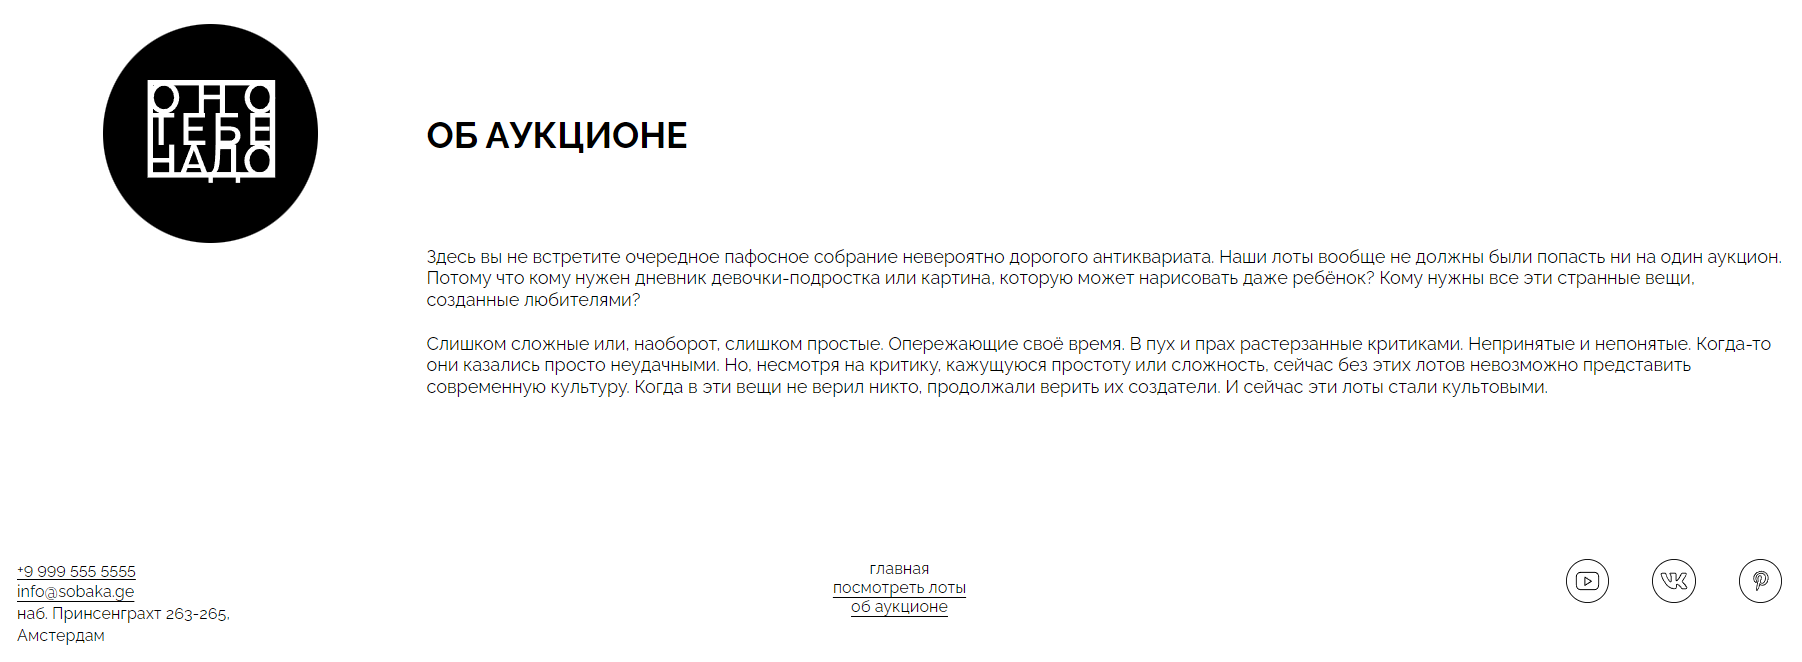 ОНО
ТЕБЕ
НАДО
ОБ АУКЦИОНЕ
Здесь вы не встретите очередное пафосное собрание невероятно дорогого антиквариата. Наши лоты вообще не должны были попасть ни на один аукцион.
Потому что кому нужен дневник девочки-подростка или картина, которую может нарисовать даже ребёнок? Кому нужны все эти странные вещи,
созданные любителями?
Слишком сложные или, наоборот, слишком простые. Опережающие своё время. В пух и прах растерзанные критиками. Непринятые и непонятые. Когда-то
они казались просто неудачными. Но, несмотря на критику, кажущуюся простоту или сложность, сейчас без этих лотов невозможно представить
современную культуру. Когда в эти вещи не верил никто, продолжали верить их создатели. И сейчас эти лоты стали культовыми.
+9 999 555 5555
info@sobaka.ge
наб. Принсенграхт 263-265,
Амстердам
главная
посмотреть лоты
об аукционе